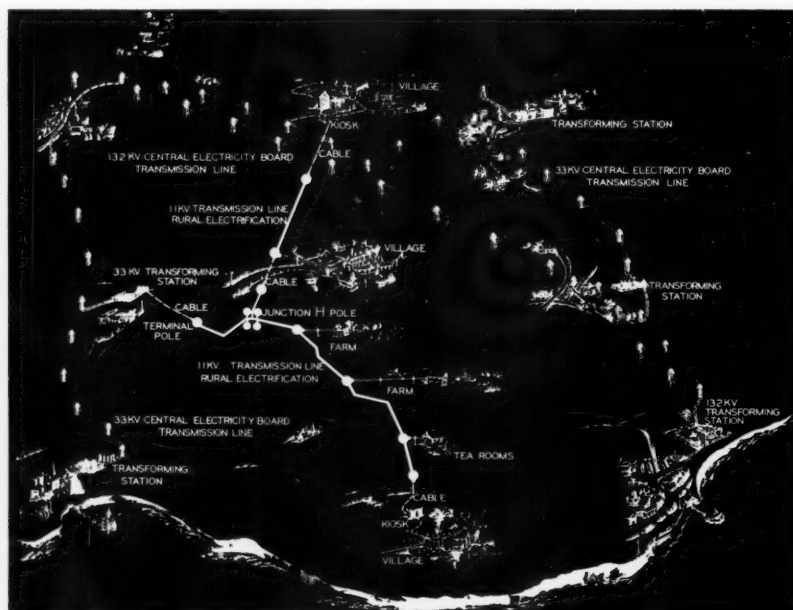 VILLAGE
KIOSK
TRANSFORMING STATION
132 KV CENTRAL ELECTRICITY BOARD
TRANSMISSION LINE
CABLE
33 KV CENTRAL ELECTRICITY BOARD
TRANSMISSION LINE
11 KV TRANSMISSION LINE
RURAL ELECTRIFICATION
VILLAGE
33 KV TRANSFORMING
STATION
CABLE
TRANSFORMING
STATION
CABLE
JUNCTION H POLE
TERMINAL
POLE
FARM
11 KV. TRANSMISSION LINE
RURAL ELECTRIFICATION
FARM
132 KV
TRANSFORMING
STATION
33 KV CENTRAL ELECTRICITY BOARD
TRANSMISSION LINE
TEA ROOMS
TRANSFORMING
STATION
CABLE
KIOSK
VILLAGE